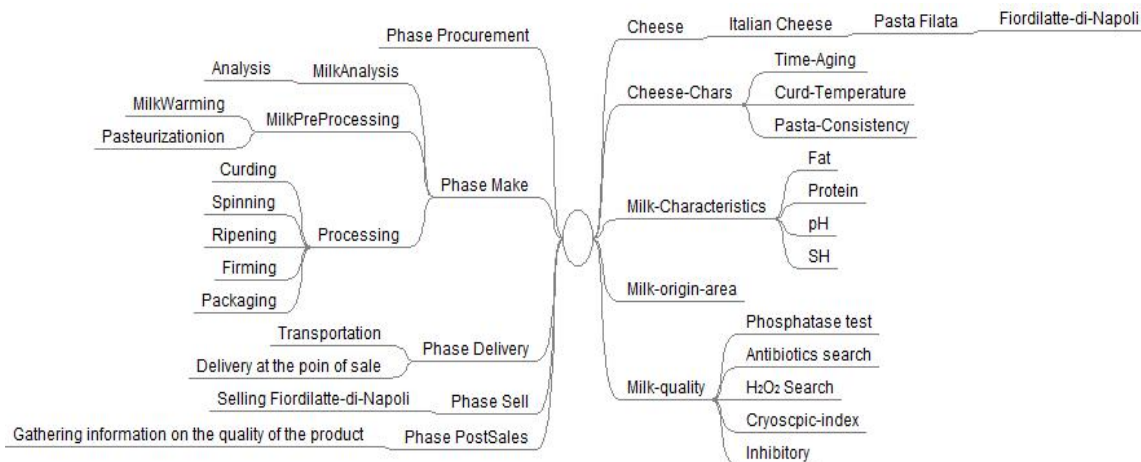 Phase Procurement
Analysis
MilkAnalysis
MilkWarming
Pasteurizationion
MilkPreProcessing
Phase Make
Curding
Spinning
Ripening
Firming
Packaging
Processing
Transportation
Delivery at the poin of sale
Phase Delivery
Selling Fiordilatte-di-Napoli
Phase Sell
Gathering information on the quality of the product
Phase PostSales
Cheese
Italian Cheese
Pasta Filata
Fiordilatte-di-Napoli
Cheese-Chars
Time-Aging
Curd-Temperature
Pasta-Consistency
Milk-Characteristics
Fat
Protein
pH
SH
Milk-origin-area
Milk-quality
Phosphatase test
Antibiotics search
H₂O₂ Search
Cryoscpic-index
Inhibitory